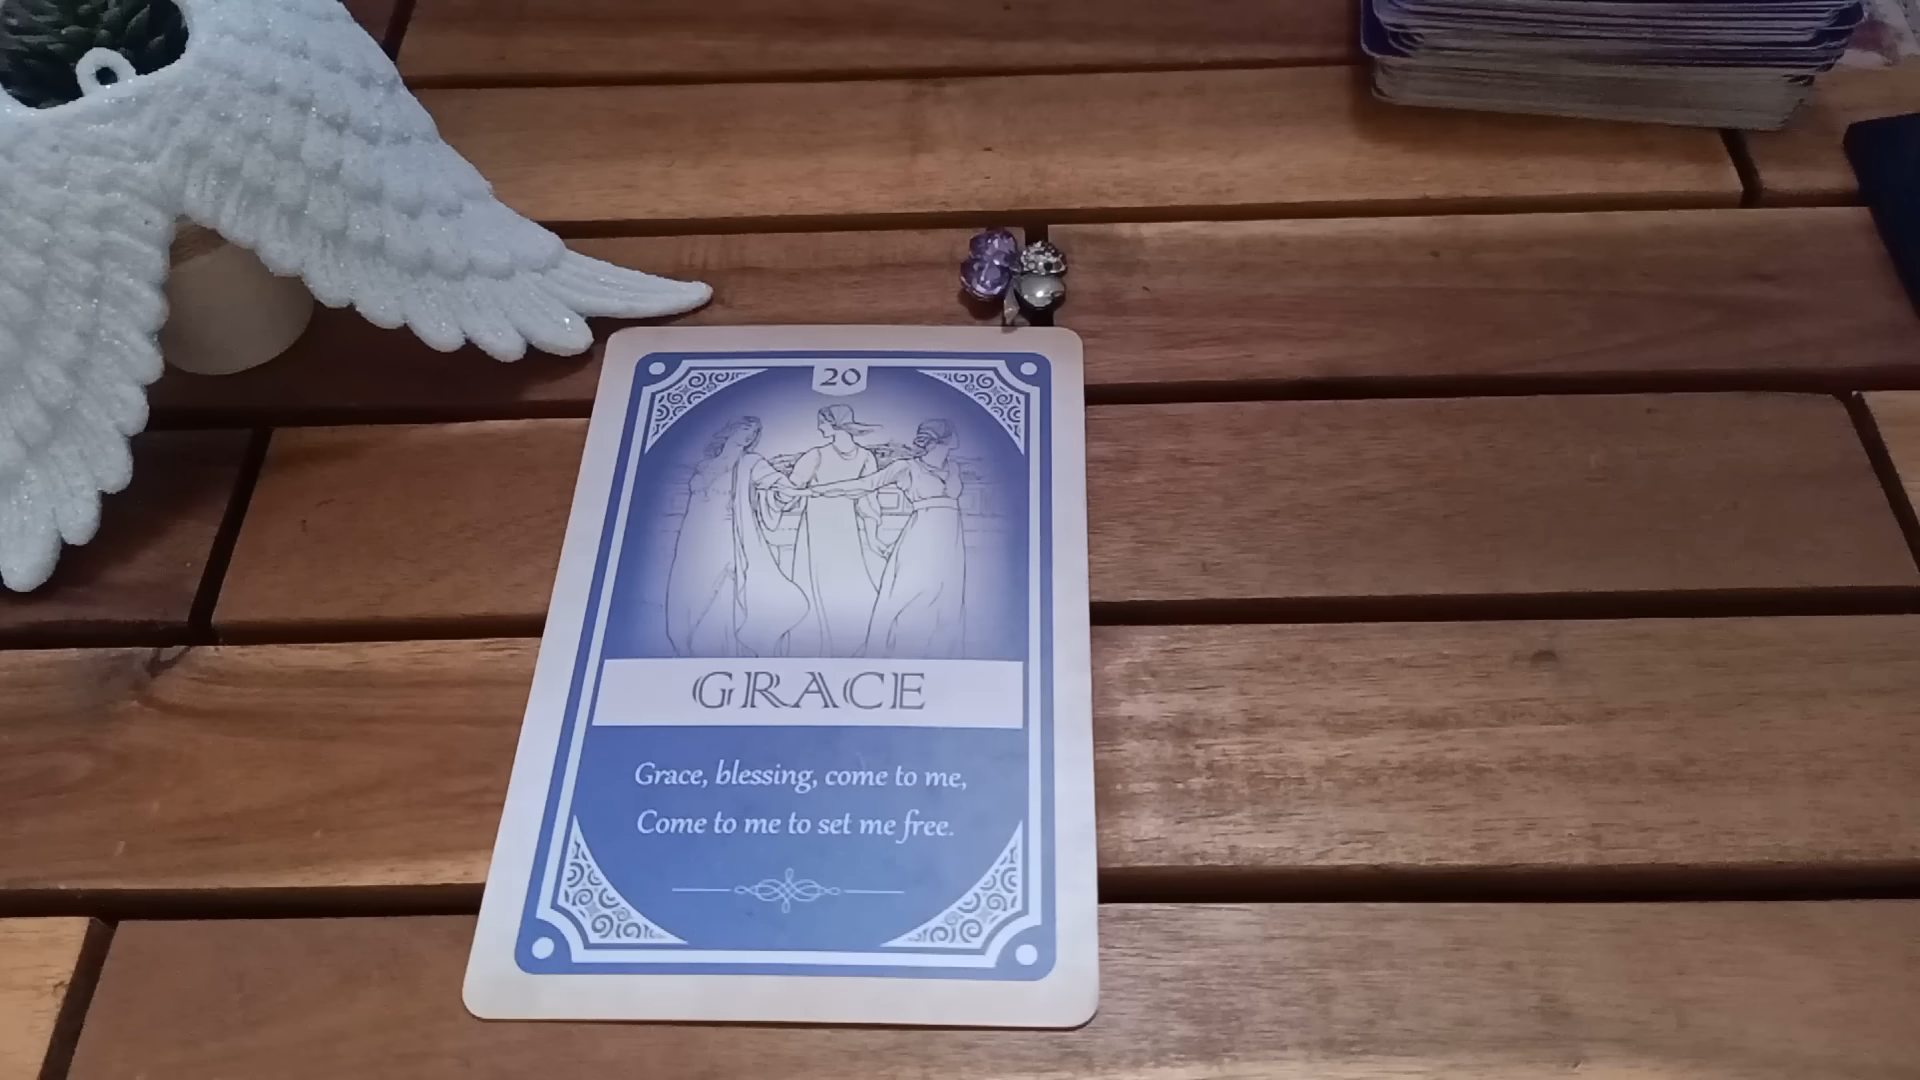 20
GRACE
Grace, blessing, come to me,
Come to me to set me free.